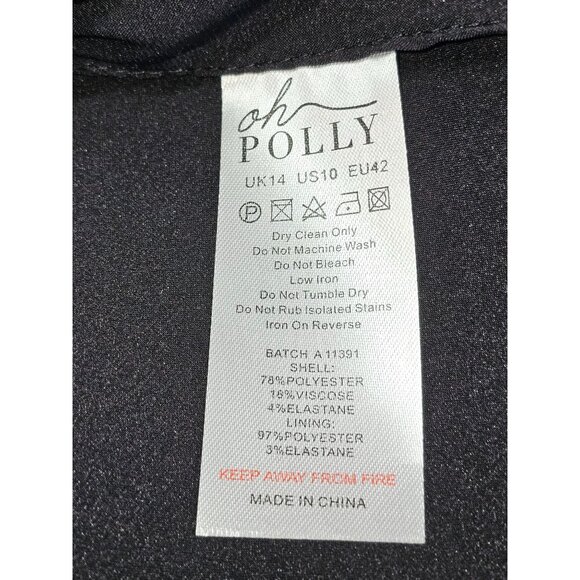 oh
POLLY
UK14 US10 EU42
P
Dry Clean Only
Do Not Machine Wash
Do Not Bleach
Low Iron
Do Not Tumble Dry
Do Not Rub Isolated Stains
Iron On Reverse
BATCH A 11391
SHELL:
78%POLYESTER
18%VISCOSE
4%ELASTANE
LINING:
97%POLYESTER
3%ELASTANE
KEEP AWAY FROM FIRE
MADE IN CHINA